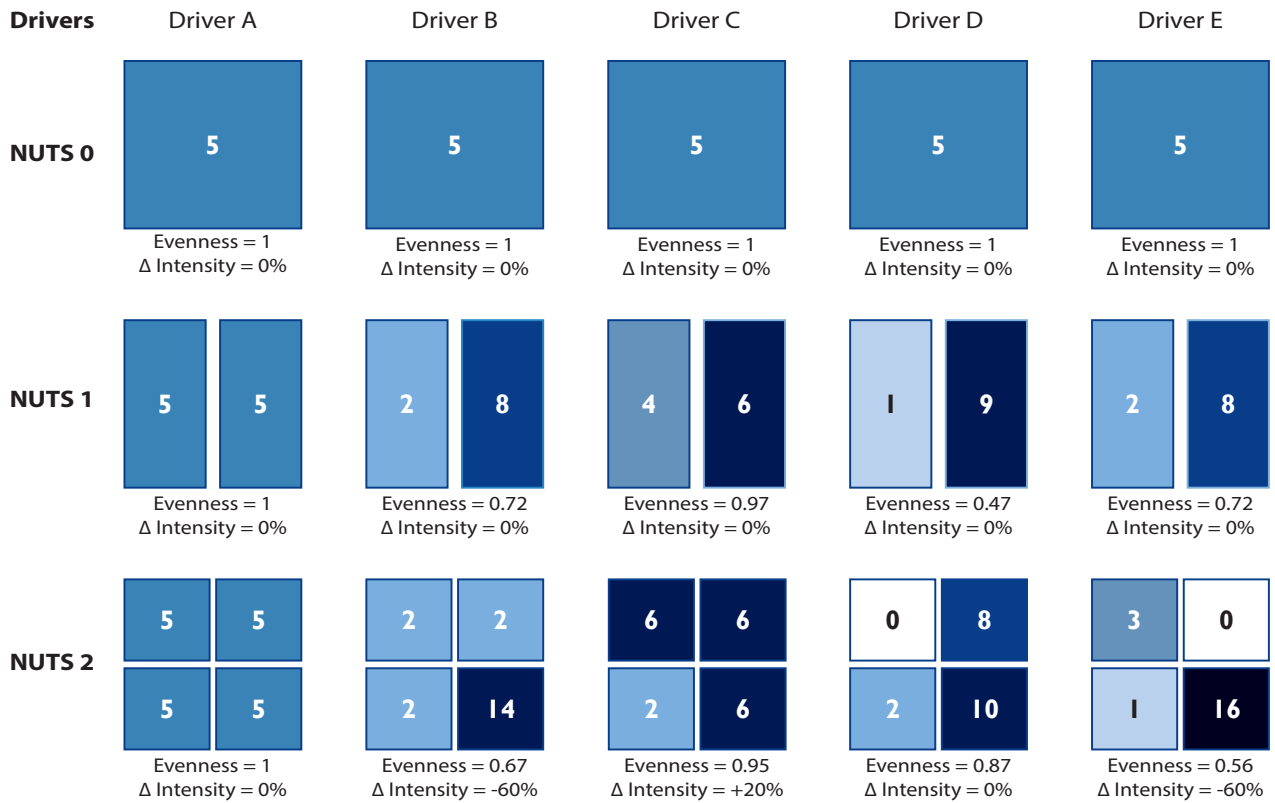 Drivers Driver A Driver B Driver C Driver D Driver E
NUTS 0 5 5 5 5 5
Evenness = 1 Evenness = 1 Evenness = 1 Evenness = 1 Evenness = 1
Δ Intensity = 0% Δ Intensity = 0% Δ Intensity = 0% Δ Intensity = 0% Δ Intensity = 0%
NUTS 1 5 5 2 8 4 6 1 9 2 8
Evenness = 1 Evenness = 0.72 Evenness = 0.97 Evenness = 0.47 Evenness = 0.72
Δ Intensity = 0% Δ Intensity = 0% Δ Intensity = 0% Δ Intensity = 0% Δ Intensity = 0%
5 5 2 2 6 6 0 8 3 0
NUTS 2
5 5 2 14 2 6 2 10 1 16
Evenness = 1 Evenness = 0.67 Evenness = 0.95 Evenness = 0.87 Evenness = 0.56
Δ Intensity = 0% Δ Intensity = -60% Δ Intensity = +20% Δ Intensity = 0% Δ Intensity = -60%